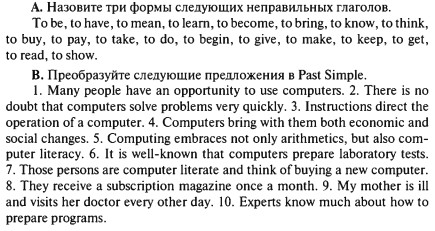 А. Назовите три формы следующих неправильных глаголов.
To be, to have, to mean, to learn, to become, to bring, to know, to think,
to buy, to pay, to take, to do, to begin, to give, to make, to keep, to get,
to read, to show.
В. Преобразуйте следующие предложения в Past Simple.
1. Many people have an opportunity to use computers. 2. There is no
doubt that computers solve problems very quickly. 3. Instructions direct the
operation of a computer. 4. Computers bring with them both economic and
social changes. 5. Computing embraces not only arithmetics, but also com-
puter literacy. 6. It is well-known that computers prepare laboratory tests.
7. Those persons are computer literate and think of buying a new computer.
8. They receive a subscription magazine once a month. 9. My mother is ill
and visits her doctor every other day. 10. Experts know much about how to
prepare programs.